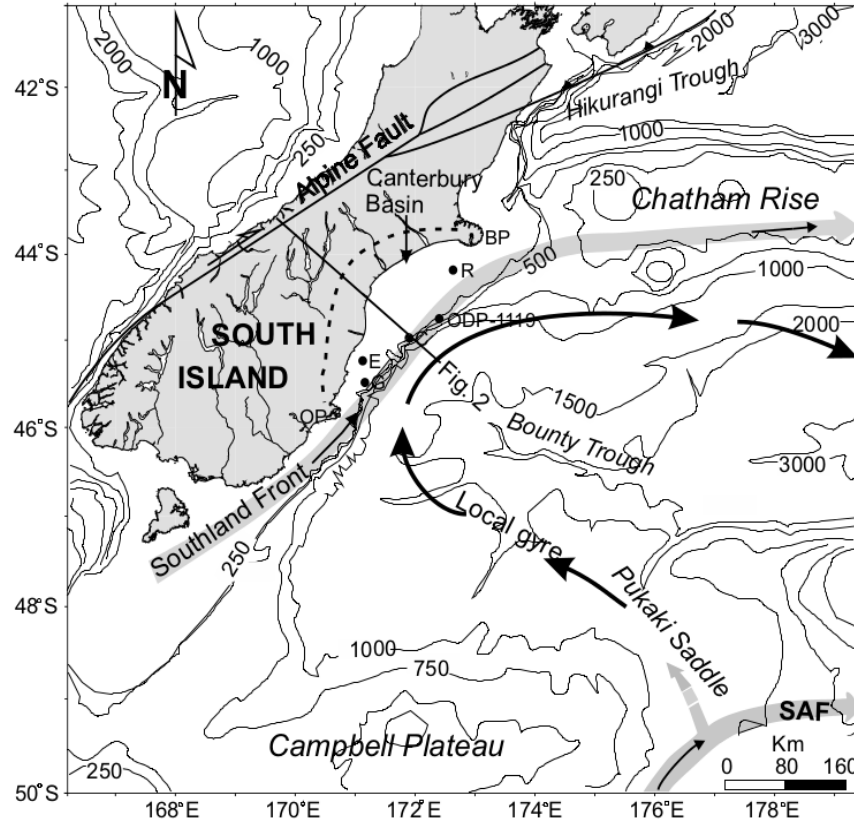 2000
1000
2000
3000
N
42°S
250
Hikurangi Trough
Alpine Fault
1000
Canterbury
Basin
250
Chatham Rise
BP
44°S
R
500
1000
ODP-1119
2000
SOUTH
ISLAND
E
G
Fig. 2
1500
OP
46°S
Bounty Trough
3000
Southland Front
250
Local gyre
48°S
Pukaki Saddle
1000
750
SAF
Campbell Plateau
Km
250
0 80 160
50°S
168°E 170°E 172°E 174°E 176°E 178°E